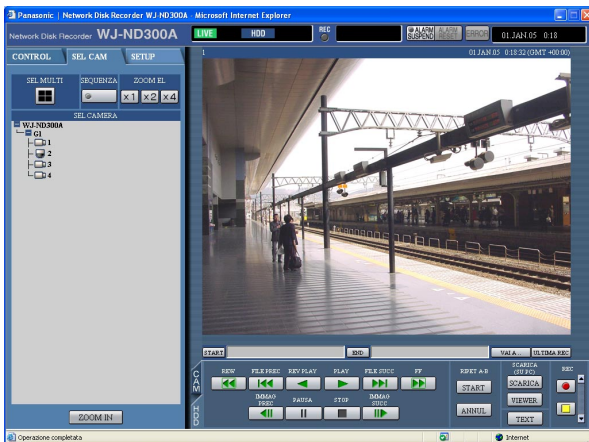 Panasonic | Network Disk Recorder WJ-ND300A - Microsoft Internet Explorer
Network Disk Recorder WJ-ND300A
LIVE HDD REC ALARM SUSPEND ALARM RESET ERROR 01.JAN.05 0:18
CONTROL SEL CAM SETUP
1 01.JAN.05 0:18:32 (GMT +00:00)
SEL MULTI SEQUENZA ZOOM EL
x1 x2 x4
SEL CAMERA
WJ-ND300A
G1
1
2
3
4
START END VAI A... ULTIMA REC
CAM
REW FILE PREC REV PLAY PLAY FILE SUCC FF RIPET A-B SCARICA (SU PC) REC
START SCARICA
HDD
IMMAG PREC PAUSA STOP IMMAG SUCC VIEWER
ANNUL TEXT
ZOOM IN
Operazione completata Internet